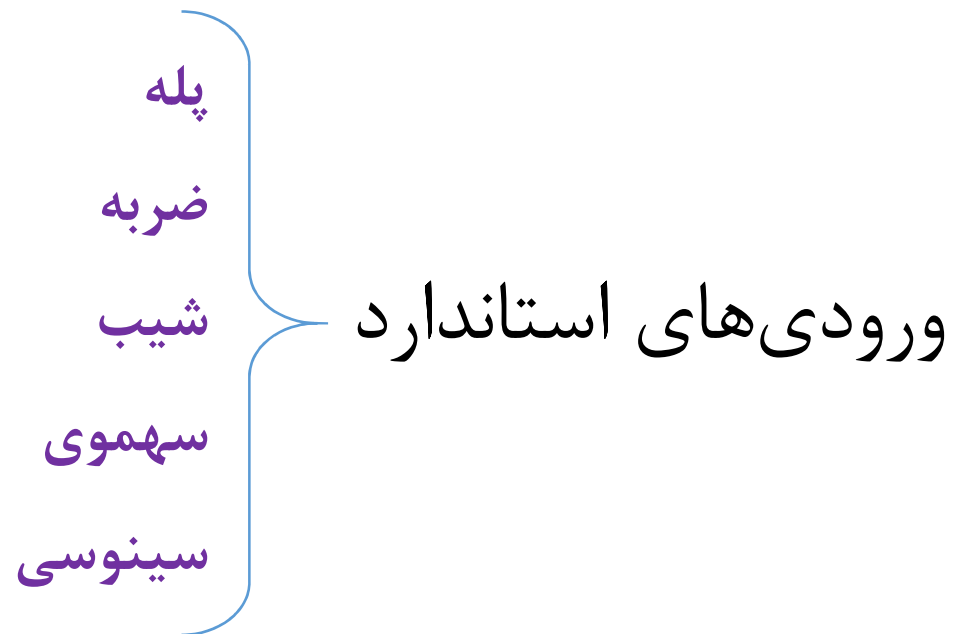 ورودی‌های استاندارد
پله
ضربه
شیب
سهموی
سینوسی